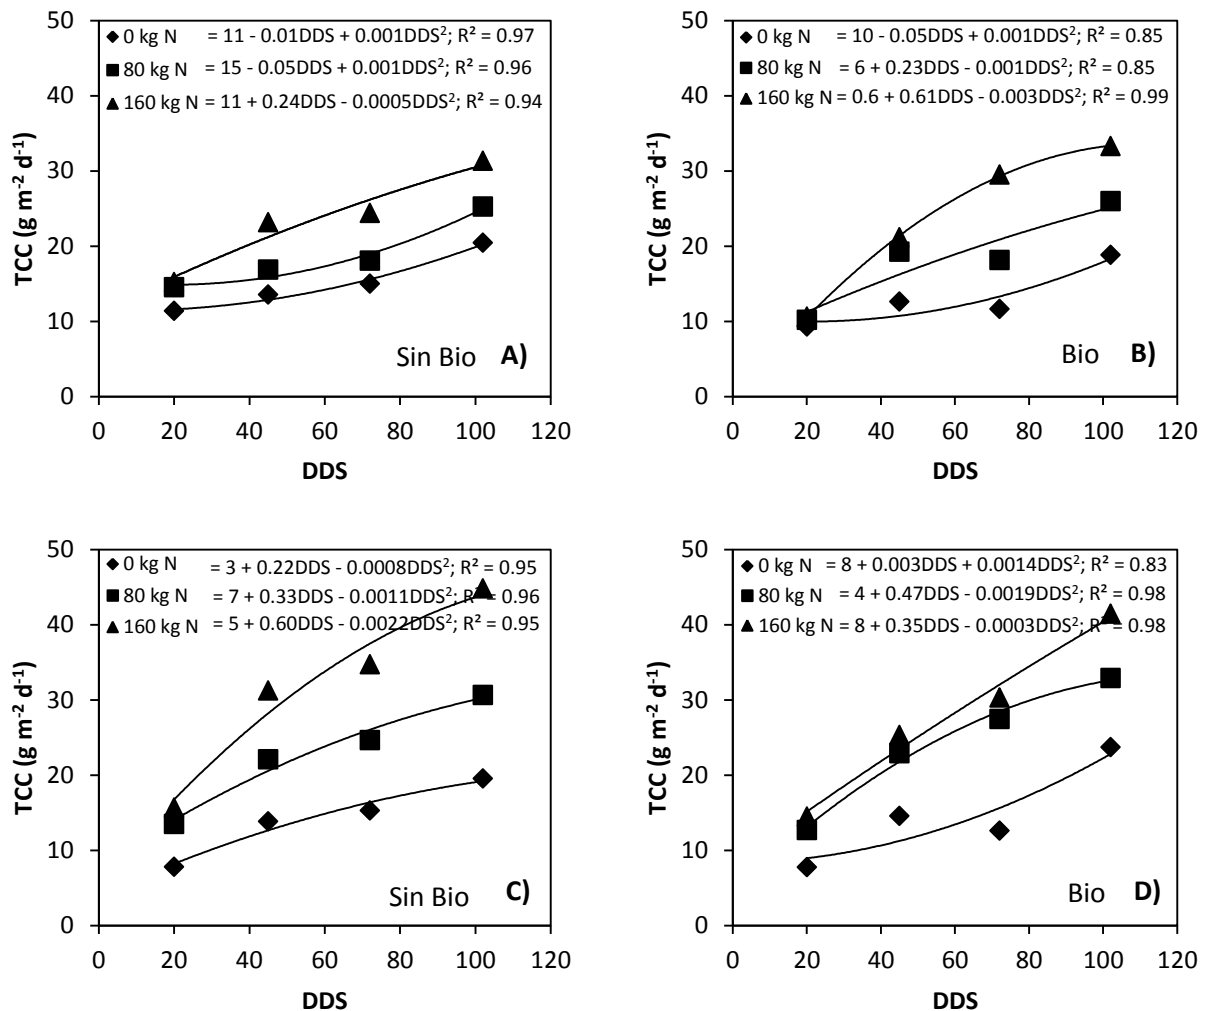 50
40
30
20
10
0
TCC (g m⁻² d⁻¹)
◆ 0 kg N = 11 - 0.01DDS + 0.001DDS²; R² = 0.97
■ 80 kg N = 15 - 0.05DDS + 0.001DDS²; R² = 0.96
▲ 160 kg N = 11 + 0.24DDS - 0.0005DDS²; R² = 0.94
Sin Bio A)
0 20 40 60 80 100 120
DDS
50
40
30
20
10
0
TCC (g m⁻² d⁻¹)
◆ 0 kg N = 10 - 0.05DDS + 0.001DDS²; R² = 0.85
■ 80 kg N = 6 + 0.23DDS - 0.001DDS²; R² = 0.85
▲ 160 kg N = 0.6 + 0.61DDS - 0.003DDS²; R² = 0.99
Bio B)
0 20 40 60 80 100 120
DDS
50
40
30
20
10
0
TCC (g m⁻² d⁻¹)
◆ 0 kg N = 3 + 0.22DDS - 0.0008DDS²; R² = 0.95
■ 80 kg N = 7 + 0.33DDS - 0.0011DDS²; R² = 0.96
▲ 160 kg N = 5 + 0.60DDS - 0.0022DDS²; R² = 0.95
Sin Bio C)
0 20 40 60 80 100 120
DDS
50
40
30
20
10
0
TCC (g m⁻² d⁻¹)
◆ 0 kg N = 8 + 0.003DDS + 0.0014DDS²; R² = 0.83
■ 80 kg N = 4 + 0.47DDS - 0.0019DDS²; R² = 0.98
▲ 160 kg N = 8 + 0.35DDS - 0.0003DDS²; R² = 0.98
Bio D)
0 20 40 60 80 100 120
DDS